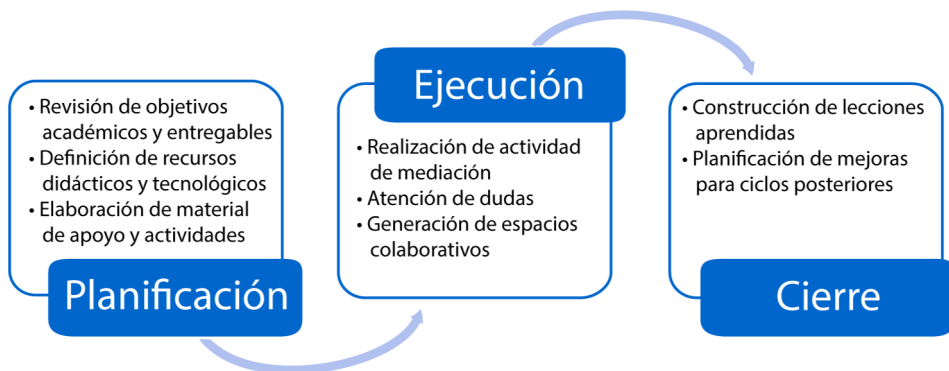 • Revisión de objetivos
académicos y entregables
• Definición de recursos
didácticos y tecnológicos
• Elaboración de material
de apoyo y actividades
Planificación
Ejecución
• Realización de actividad
de mediación
• Atención de dudas
• Generación de espacios
colaborativos
• Construcción de lecciones
aprendidas
• Planificación de mejoras
para ciclos posteriores
Cierre